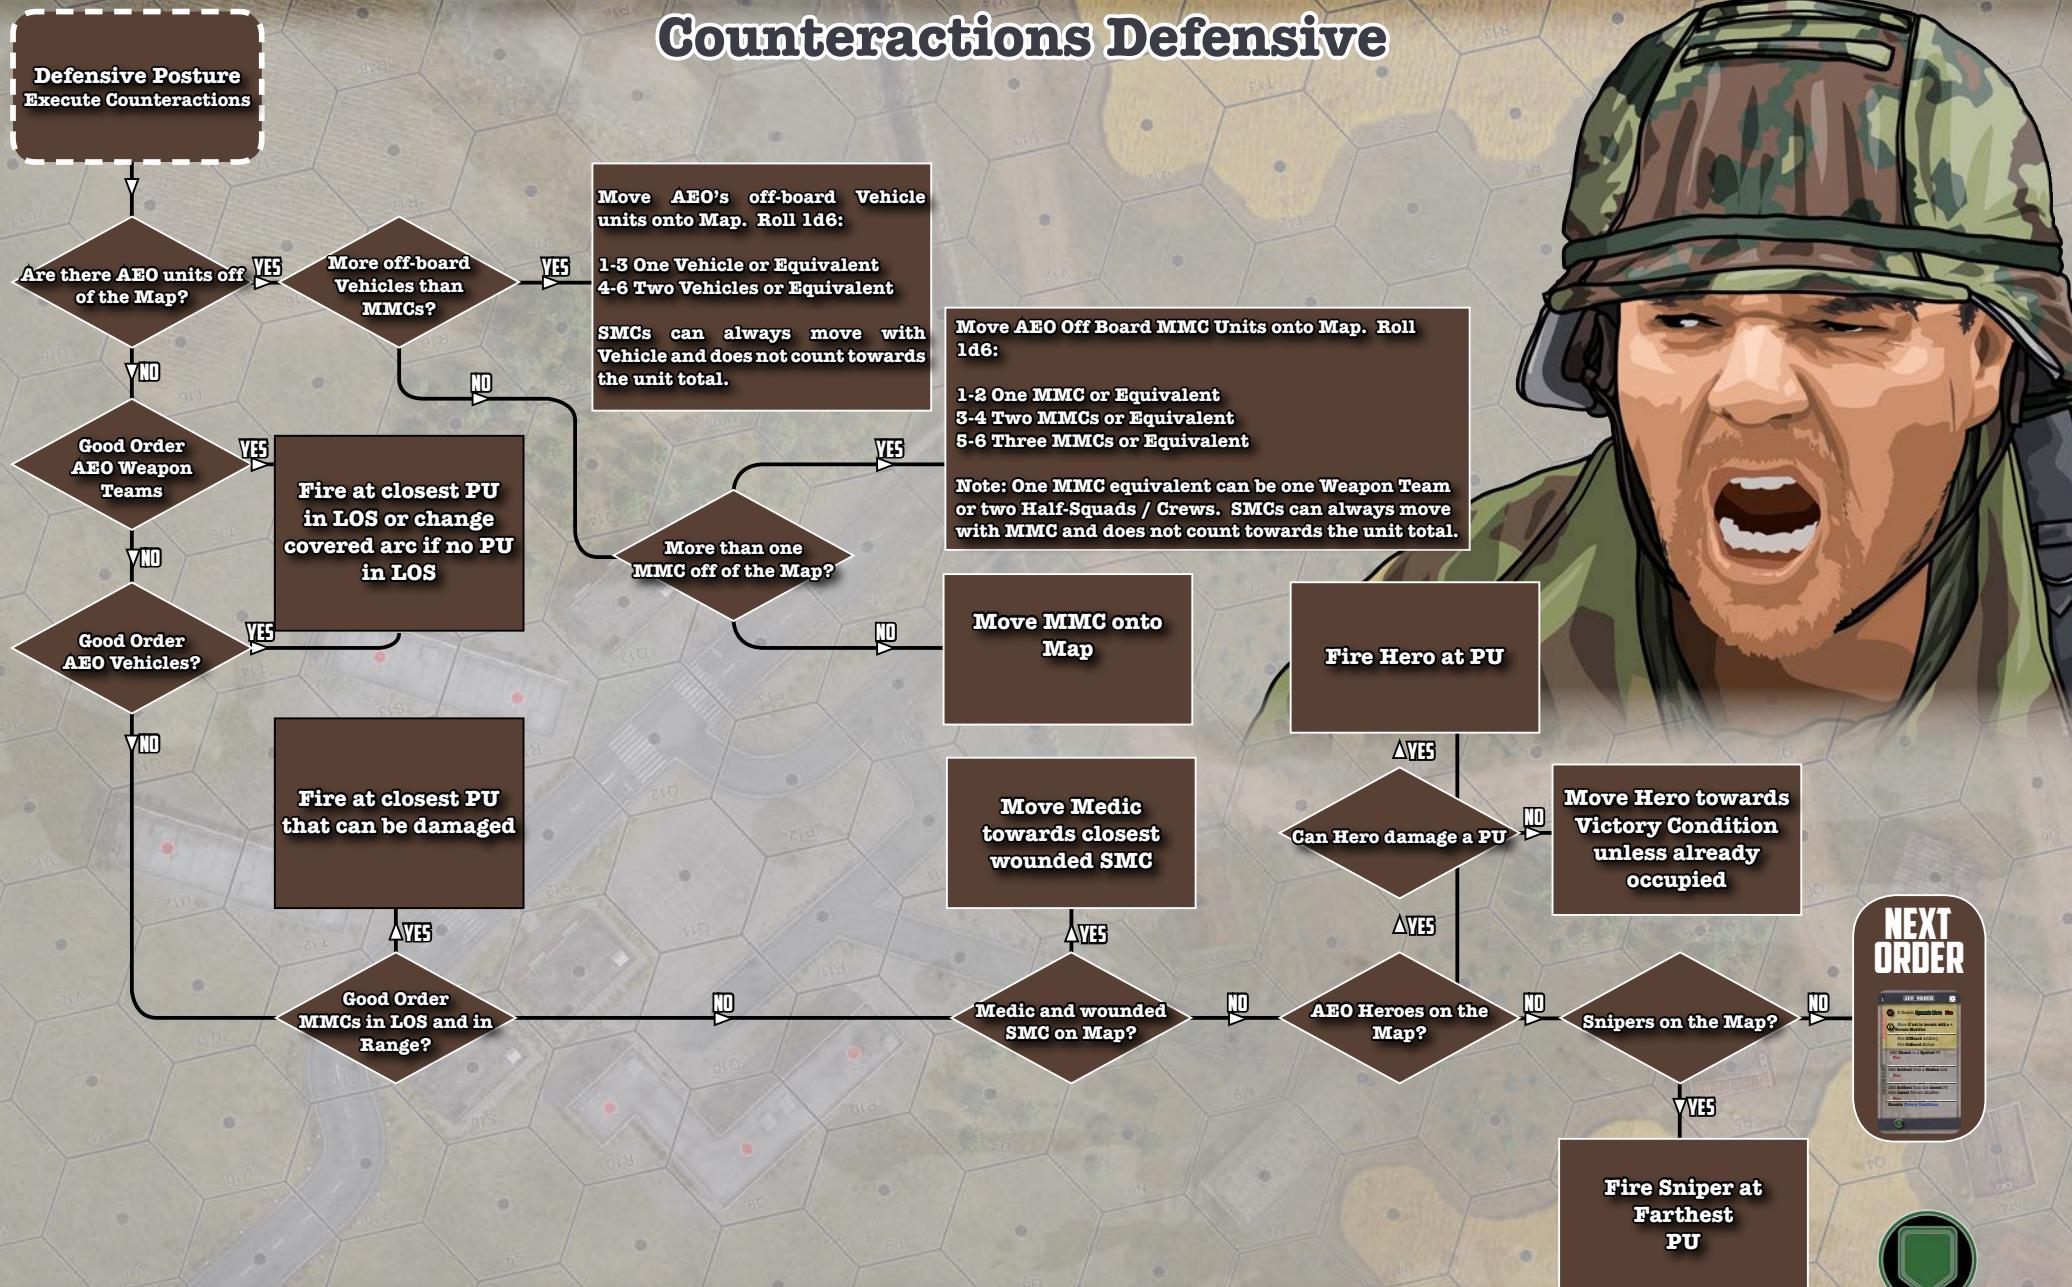 Counteractions Defensive
Defensive Posture
Execute Counteractions
Are there AEO units off
of the Map?
YES
More off-board
Vehicles than
MMCs?
YES
Move AEO's off-board Vehicle
units onto Map. Roll 1d6:
1-3 One Vehicle or Equivalent
4-6 Two Vehicles or Equivalent
SMCs can always move with
Vehicle and does not count towards
the unit total.
NO
NO
Move AEO Off Board MMC Units onto Map. Roll
1d6:
1-2 One MMC or Equivalent
3-4 Two MMCs or Equivalent
5-6 Three MMCs or Equivalent
Note: One MMC equivalent can be one Weapon Team
or two Half-Squads / Crews. SMCs can always move
with MMC and does not count towards the unit total.
Good Order
AEO Weapon
Teams
YES
Fire at closest PU
in LOS or change
covered arc if no PU
in LOS
YES
More than one
MMC off of the Map?
NO
Good Order
AEO Vehicles?
YES
NO
Move MMC onto
Map
Fire Hero at PU
NO
Fire at closest PU
that can be damaged
YES
Move Medic
towards closest
wounded SMC
YES
Can Hero damage a PU
NO
Move Hero towards
Victory Condition
unless already
occupied
YES
YES
Good Order
MMCs in LOS and in
Range?
NO
Medic and wounded
SMC on Map?
NO
AEO Heroes on the
Map?
NO
Snipers on the Map?
NO
NEXT
ORDER
AEO ORDER
YES
Fire Sniper at
Farthest
PU